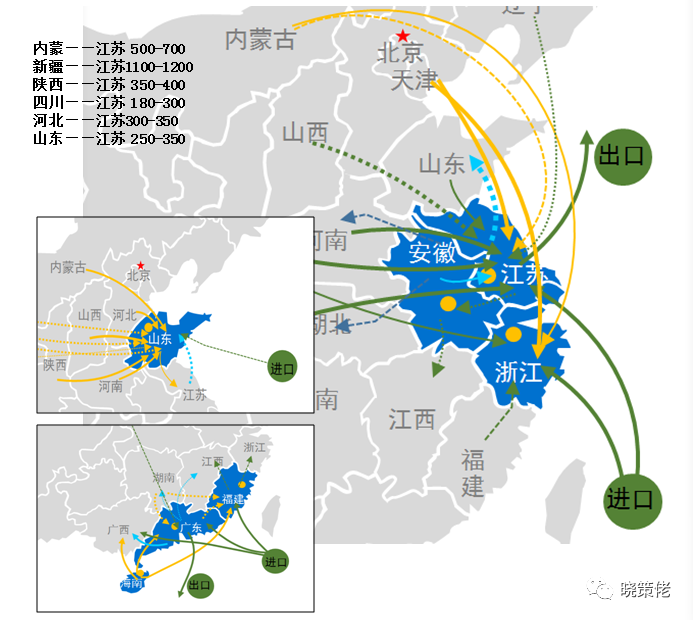 辽宁
内蒙古
内蒙——江苏 500-700
新疆——江苏1100-1200
陕西——江苏 350-400
四川——江苏 180-300
河北——江苏300-350
山东——江苏 250-350
北京
天津
山西
山东
出口
河南
安徽
江苏
湖北
浙江
江西
福建
进口
南
内蒙古
北京
山西
河北
山东
陕西
河南
江苏
进口
浙江
江西
湖南
福建
广西
广东
海南
进口
出口
晓策佬